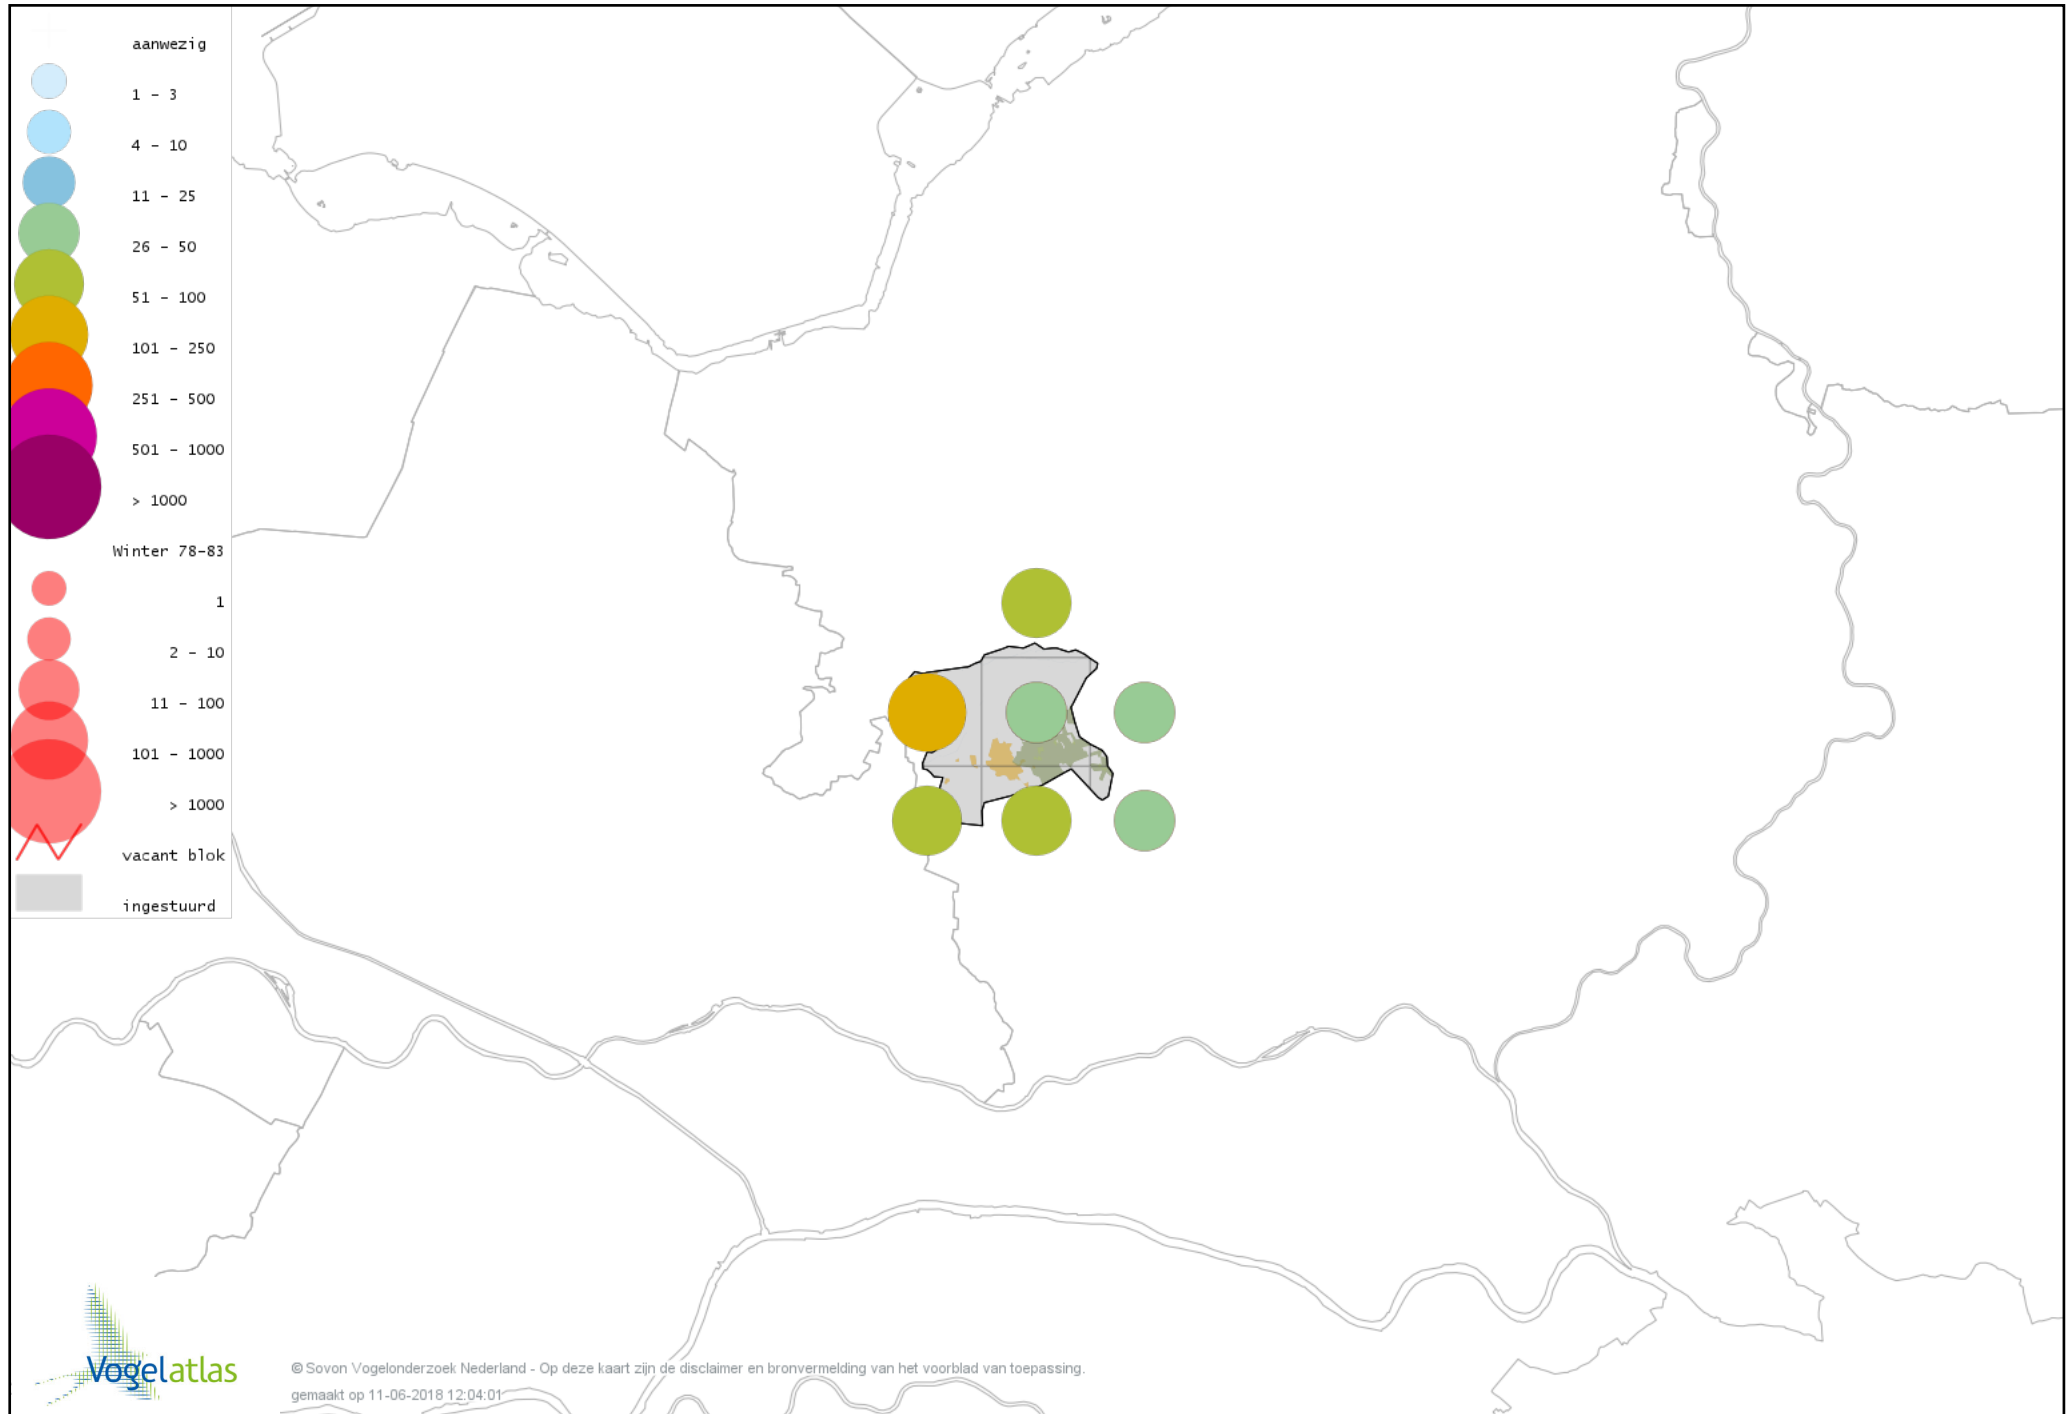 aanwezig
1 - 3
4 - 10
11 - 25
26 - 50
51 - 100
101 - 250
251 - 500
501 - 1000
> 1000
Winter 78-83
1
2 - 10
11 - 100
101 - 1000
> 1000
vacant blok
ingestuurd
Vogelatlas
© Sovon Vogelonderzoek Nederland - Op deze kaart zijn de disclaimer en bronvermelding van het voorblad van toepassing.
gemaakt op 11-06-2018 12:04:01